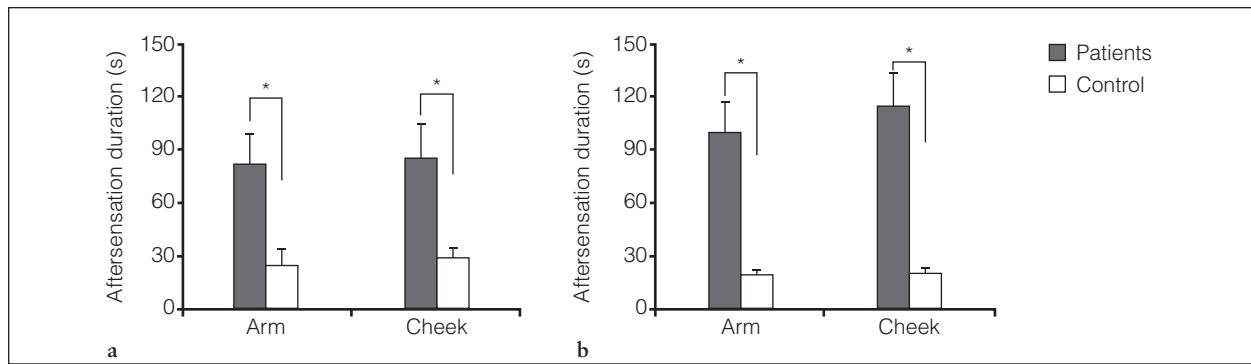 Aftersensation duration (s)
150
120
90
60
30
0
*
*
Arm
Cheek
a
Aftersensation duration (s)
150
120
90
60
30
0
*
*
Arm
Cheek
b
Patients
Control